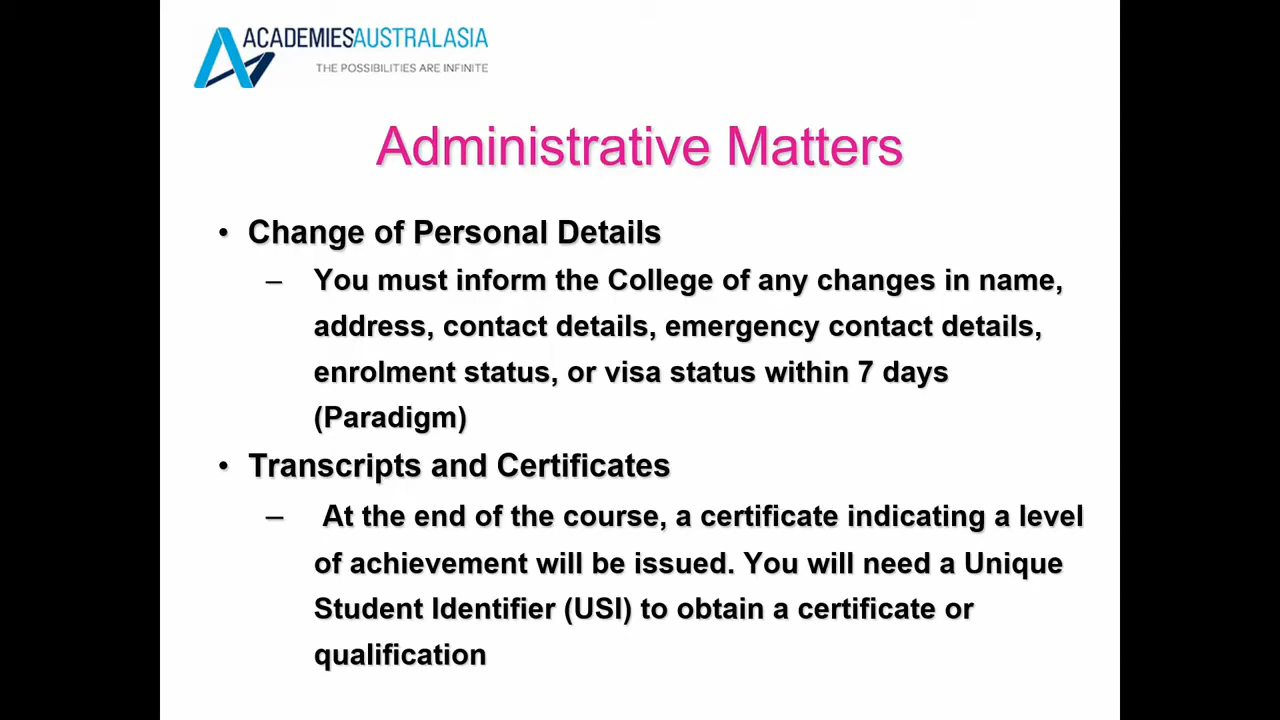 ACADEMIESAUSTRALASIA
THE POSSIBILITIES ARE INFINITE
Administrative Matters
• Change of Personal Details
– You must inform the College of any changes in name,
address, contact details, emergency contact details,
enrolment status, or visa status within 7 days
(Paradigm)
• Transcripts and Certificates
– At the end of the course, a certificate indicating a level
of achievement will be issued. You will need a Unique
Student Identifier (USI) to obtain a certificate or
qualification